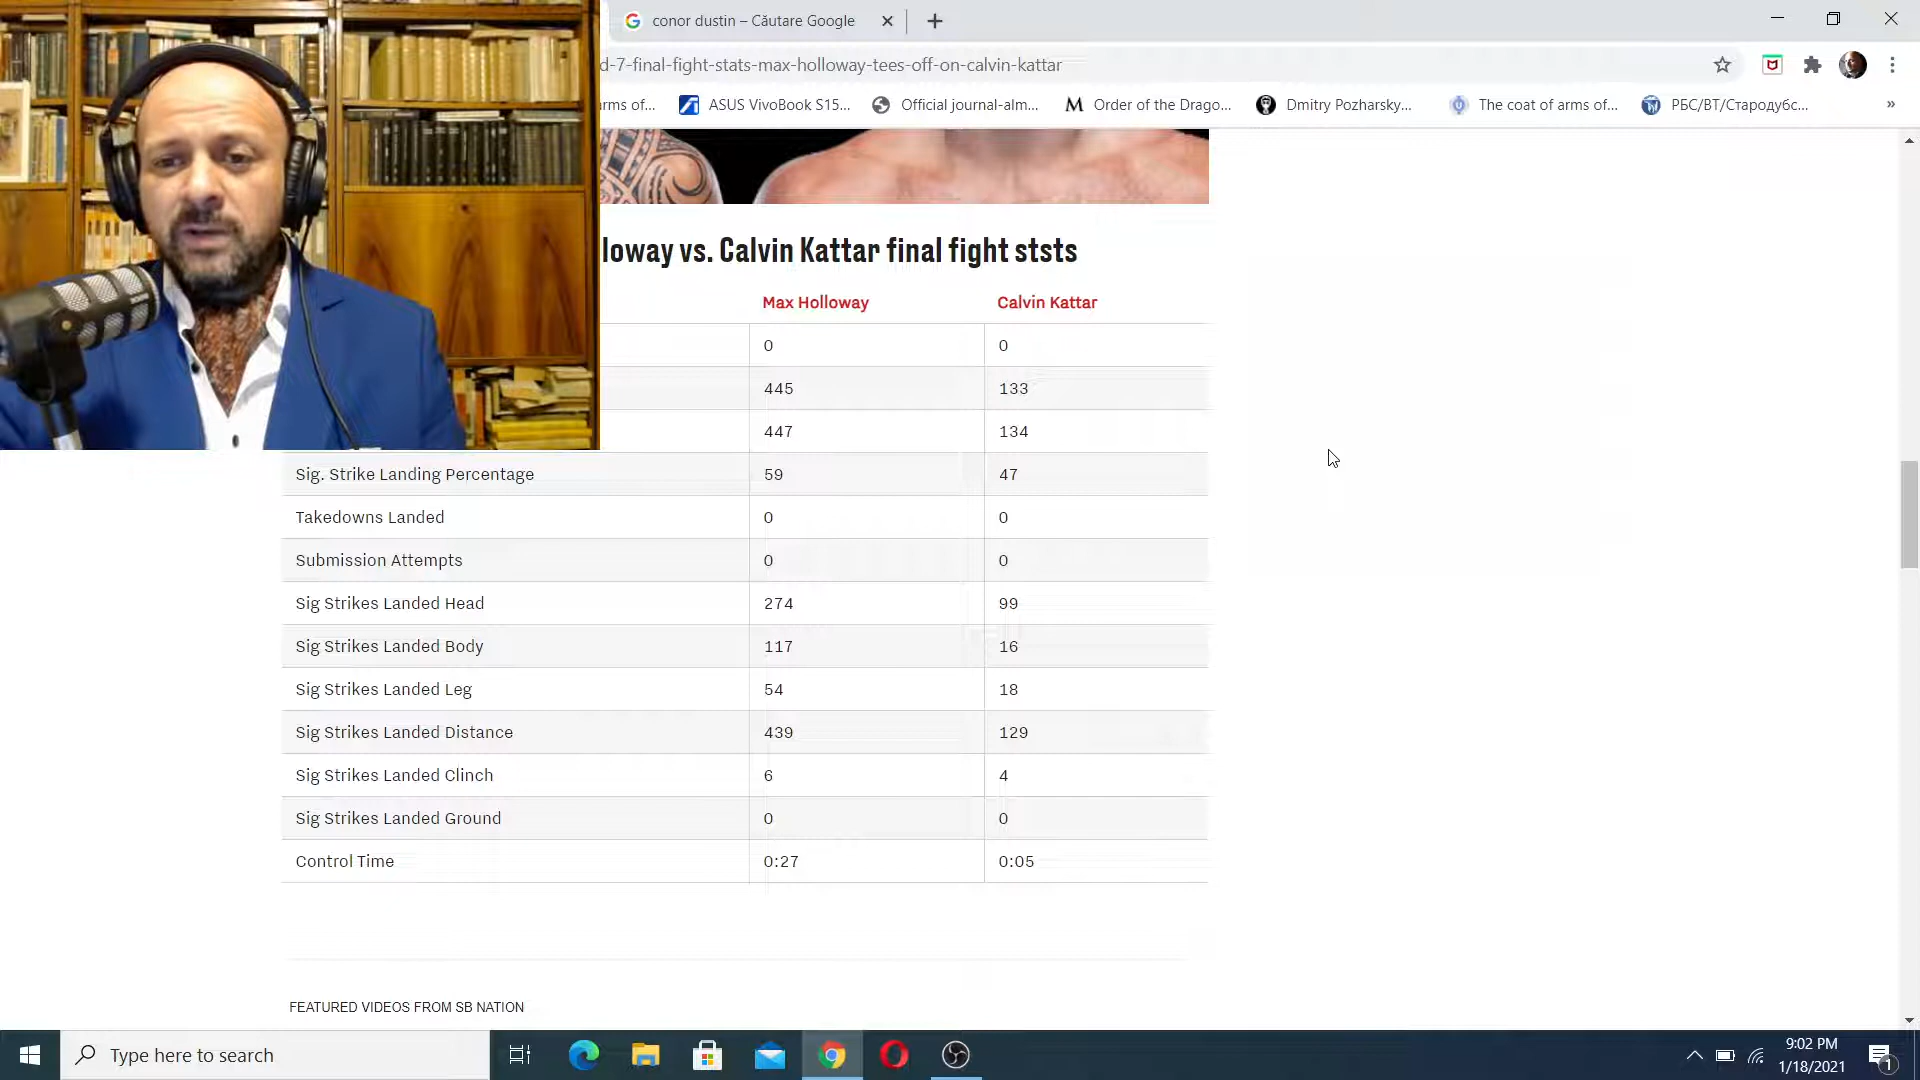 conor dustin – Căutare Google
d-7-final-fight-stats-max-holloway-tees-off-on-calvin-kattar
arms of...
ASUS VivoBook S15...
Official journal-alm...
Order of the Drago...
Dmitry Pozharsky...
The coat of arms of...
РБС/ВТ/Стародубс...
»
loway vs. Calvin Kattar final fight ststs
Max Holloway Calvin Kattar
0 0
445 133
447 134
Sig. Strike Landing Percentage 59 47
Takedowns Landed 0 0
Submission Attempts 0 0
Sig Strikes Landed Head 274 99
Sig Strikes Landed Body 117 16
Sig Strikes Landed Leg 54 18
Sig Strikes Landed Distance 439 129
Sig Strikes Landed Clinch 6 4
Sig Strikes Landed Ground 0 0
Control Time 0:27 0:05
FEATURED VIDEOS FROM SB NATION
Type here to search
9:02 PM
1/18/2021
1